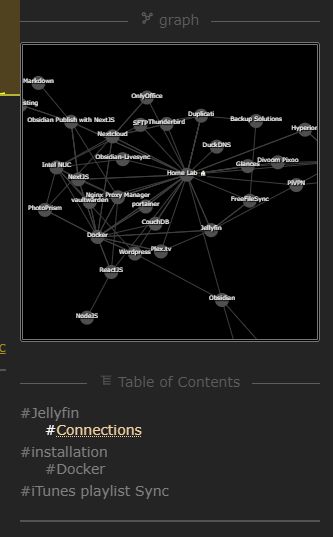 graph
Markdown
OnlyOffice
Duplicati
Obsidian Publish with NextJS
SFTP
Thunderbird
Backup Solutions
Hyperior
Nextcloud
DuckDNS
Obsidian-Livesync
Glances
Divoom Pixoo
Intel NUC
NextJS
Home Lab
PiVPN
Nginx Proxy Manager
vaultwarden
portainer
FreeFileSync
PhotoPrism
CouchDB
Docker
Jellyfin
Wordpress
Plex.tv
ReactJS
Obsidian
NodeJS
Table of Contents
#Jellyfin
#Connections
#installation
#Docker
#iTunes playlist Sync